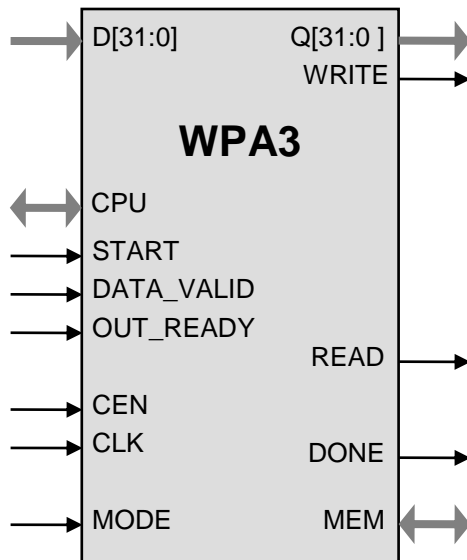 D[31:0] Q[31:0 ]
WRITE
WPA3
CPU
START
DATA_VALID
OUT_READY
READ
CEN
CLK
DONE
MODE MEM